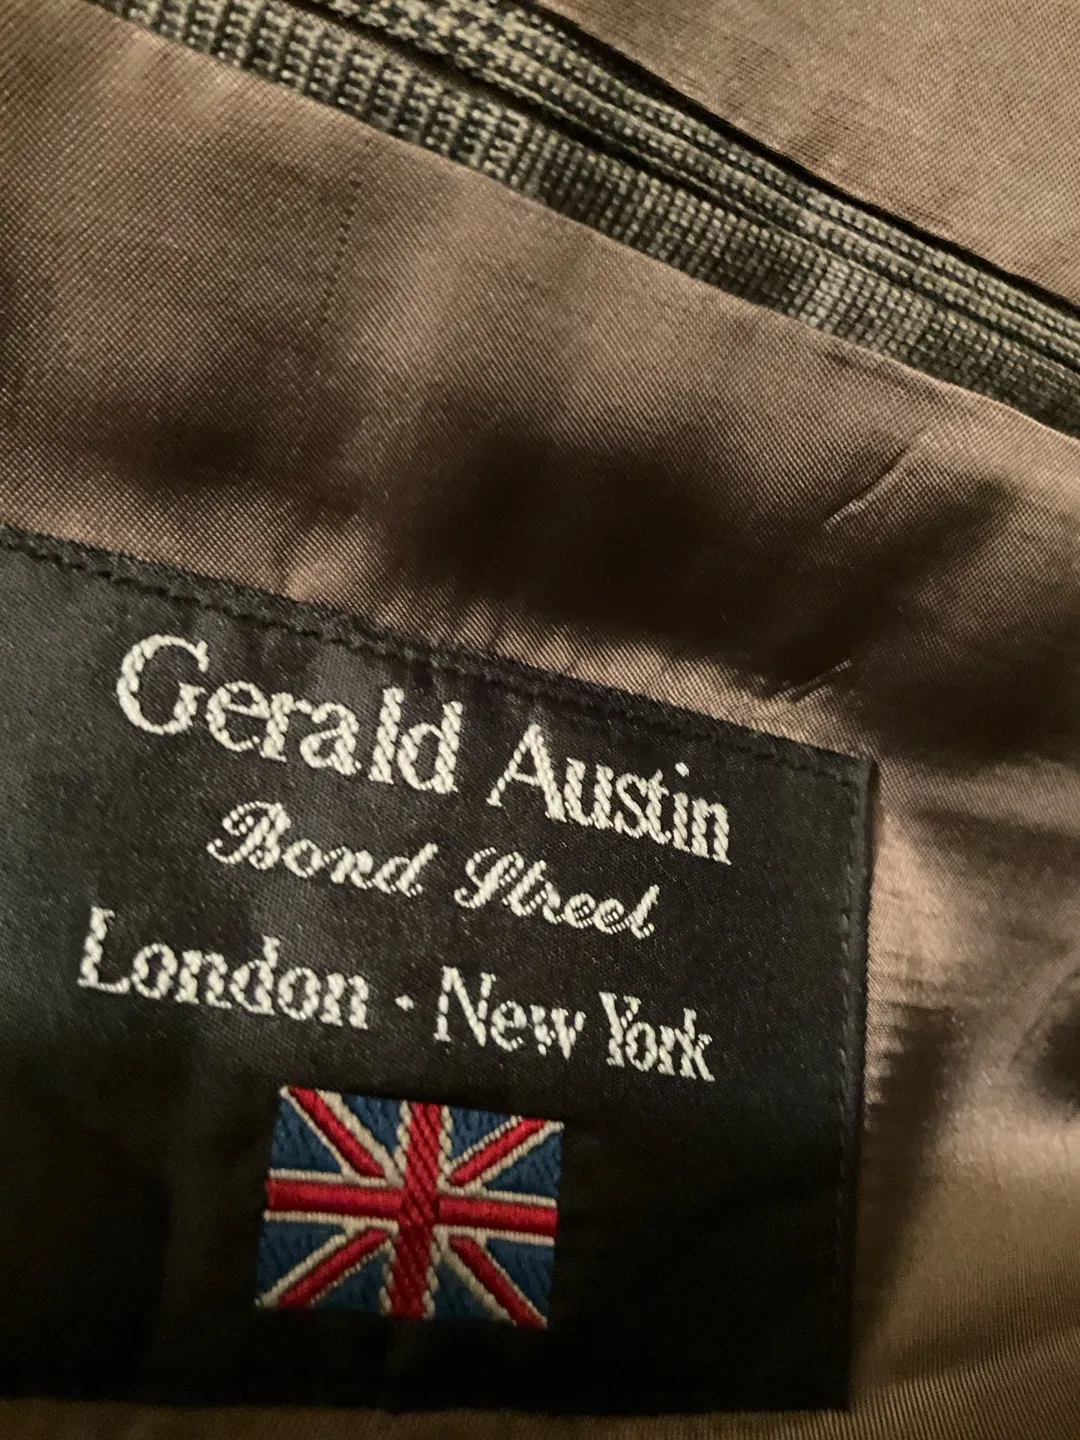 Gerald Austin
Bond Street
London · New York